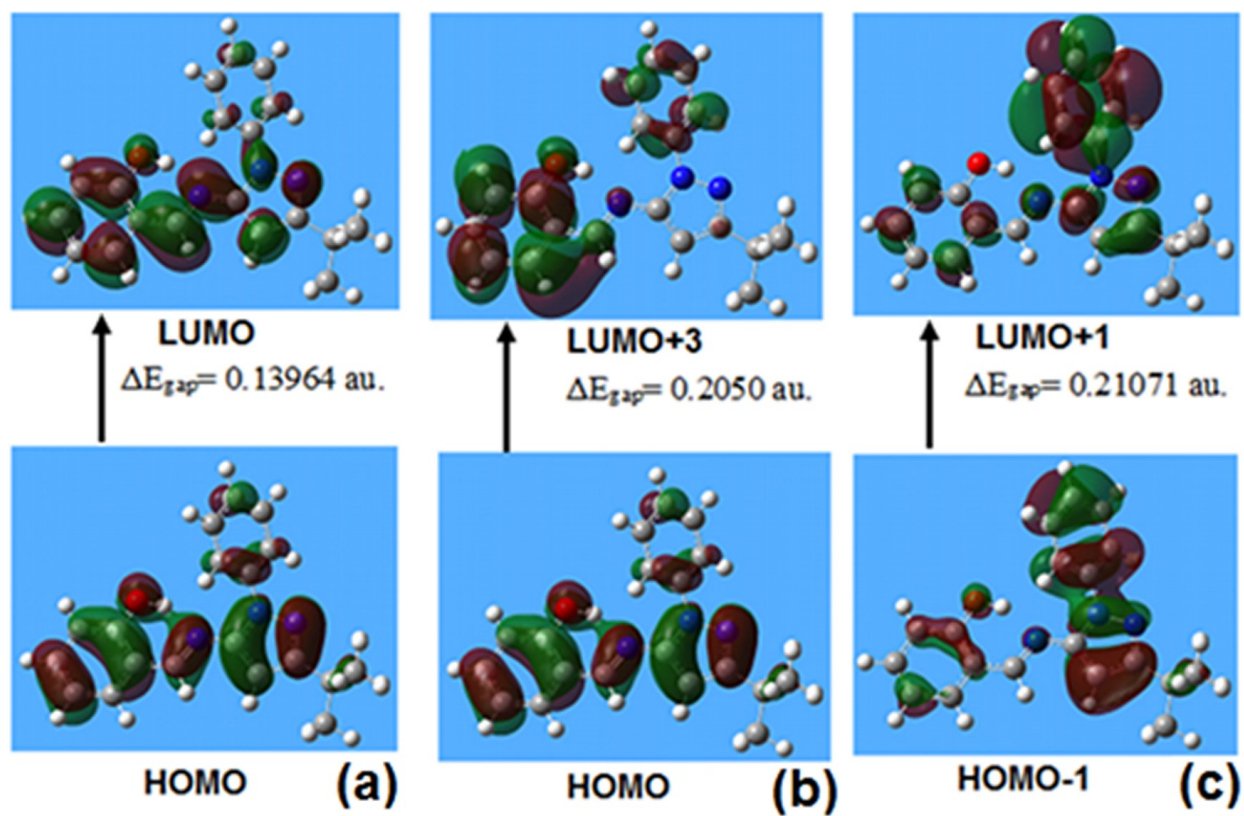 LUMO
ΔEgap= 0.13964 au.
HOMO
(a)
LUMO+3
ΔEgap= 0.2050 au.
HOMO
(b)
LUMO+1
ΔEgap= 0.21071 au.
HOMO-1
(c)